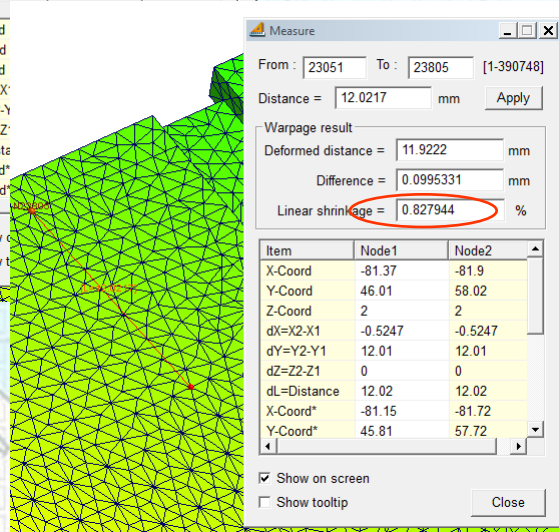 Measure
From : 23051 To : 23805 [1-390748]
Distance = 12.0217 mm Apply
Warpage result
Deformed distance = 11.9222 mm
Difference = 0.0995331 mm
Linear shrinkage = 0.827944 %
Item Node1 Node2
X-Coord -81.37 -81.9
Y-Coord 46.01 58.02
Z-Coord 2 2
dX=X2-X1 -0.5247 -0.5247
dY=Y2-Y1 12.01 12.01
dZ=Z2-Z1 0 0
dL=Distance 12.02 12.02
X-Coord* -81.15 -81.72
Y-Coord* 45.81 57.72
Show on screen
Show tooltip Close